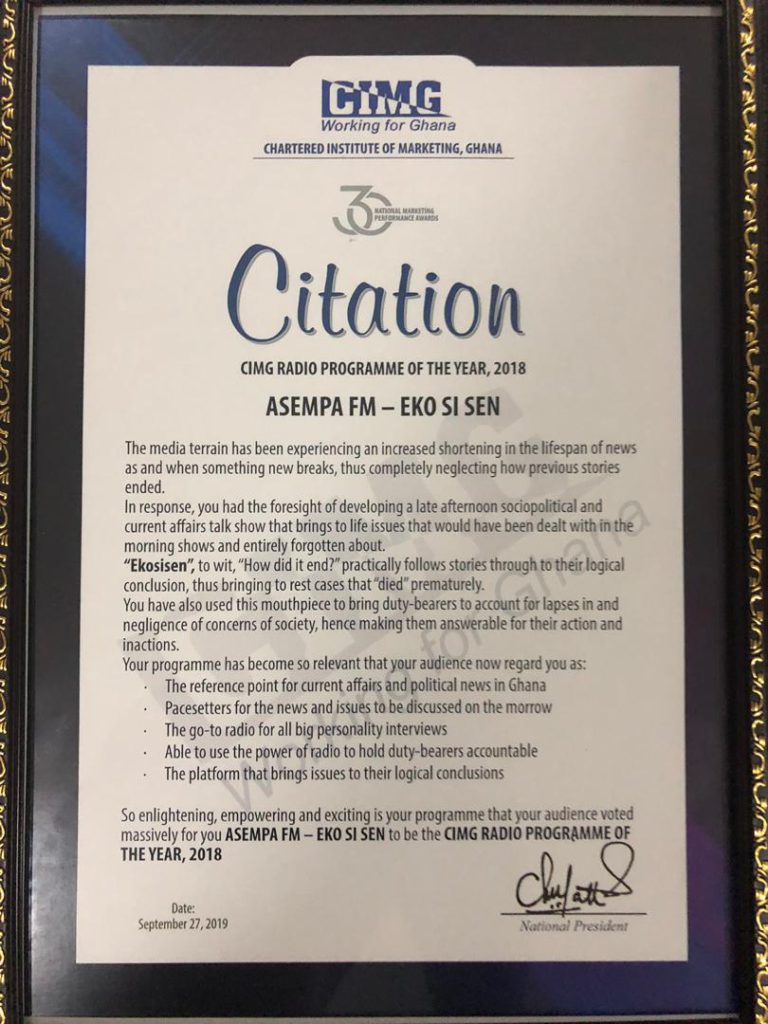 CIMG
Working for Ghana
CHARTERED INSTITUTE OF MARKETING, GHANA
30 NATIONAL MARKETING
PERFORMANCE AWARDS
Citation
CIMG RADIO PROGRAMME OF THE YEAR, 2018
ASEMPA FM – EKO SI SEN
The media terrain has been experiencing an increased shortening in the lifespan of news
as and when something new breaks, thus completely neglecting how previous stories
ended.
In response, you had the foresight of developing a late afternoon sociopolitical and
current affairs talk show that brings to life issues that would have been dealt with in the
morning shows and entirely forgotten about.
“Ekosisen”, to wit, “How did it end?” practically follows stories through to their logical
conclusion, thus bringing to rest cases that “died” prematurely.
You have also used this mouthpiece to bring duty-bearers to account for lapses in and
negligence of concerns of society, hence making them answerable for their action and
inactions.
Your programme has become so relevant that your audience now regard you as:
· The reference point for current affairs and political news in Ghana
· Pacesetters for the news and issues to be discussed on the morrow
· The go-to radio for all big personality interviews
· Able to use the power of radio to hold duty-bearers accountable
· The platform that brings issues to their logical conclusions
So enlightening, empowering and exciting is your programme that your audience voted
massively for you ASEMPA FM – EKO SI SEN to be the CIMG RADIO PROGRAMME OF
THE YEAR, 2018
Date:
September 27, 2019
National President
CIMG
Working for Ghana